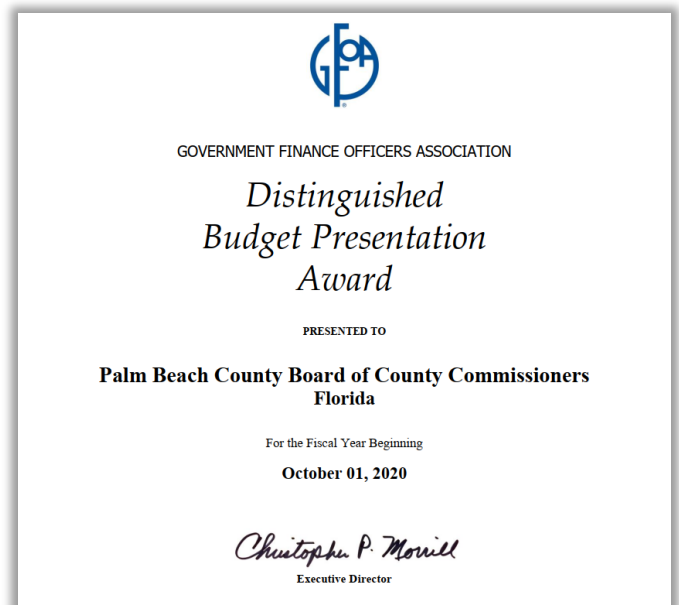 GFOA
GOVERNMENT FINANCE OFFICERS ASSOCIATION
Distinguished
Budget Presentation
Award
PRESENTED TO
Palm Beach County Board of County Commissioners
Florida
For the Fiscal Year Beginning
October 01, 2020
Christopher P. Morrill
Executive Director